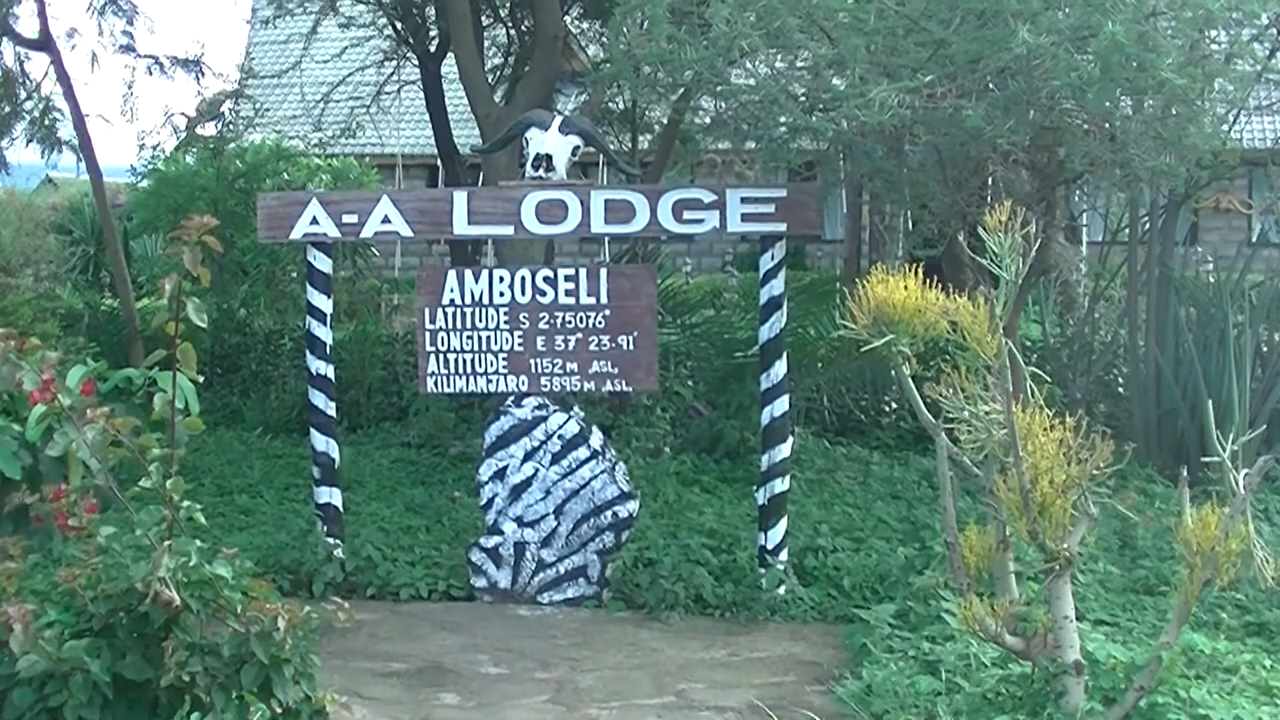 A-A LODGE
AMBOSELI
LATITUDE S 2.75076°
LONGITUDE E 37° 23.91'
ALTITUDE 1152M ASL,
KILIMANJARO 5895M ASL.